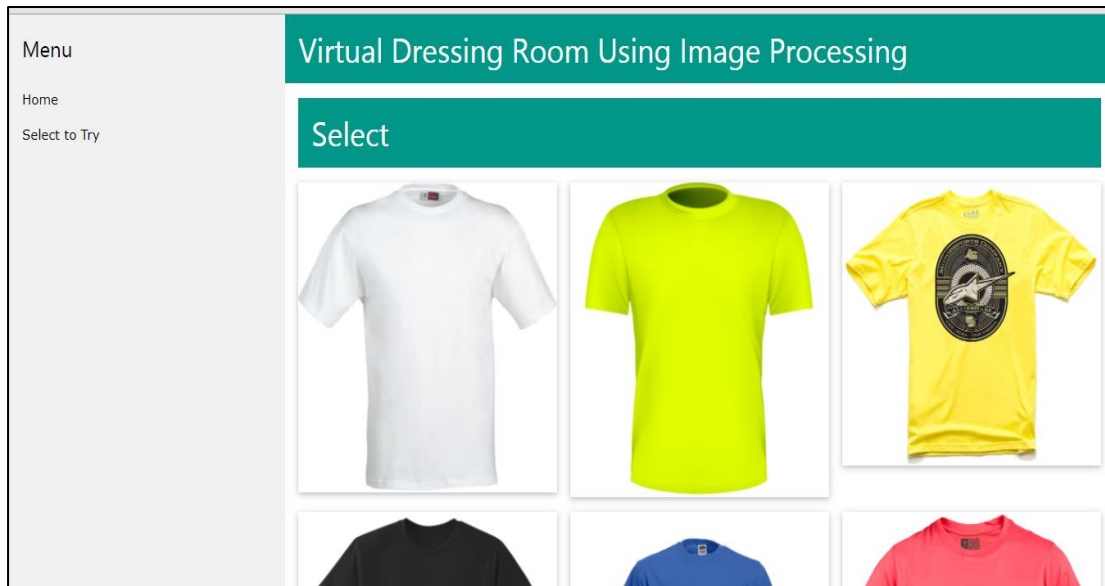 Menu
Home
Select to Try
Virtual Dressing Room Using Image Processing
Select